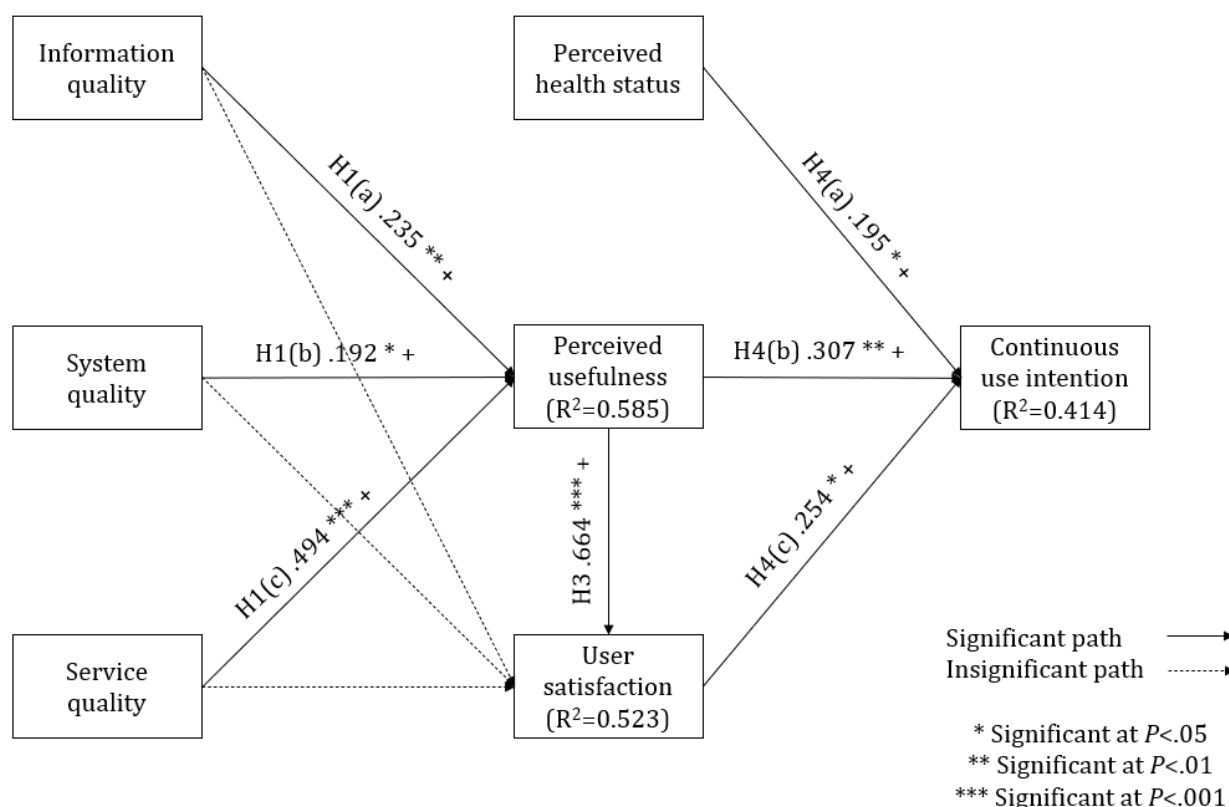 Information
quality
Perceived
health status
H1(a) .235 ** +
H4(a) .195 * +
System
quality
H1(b) .192 * +
Perceived
usefulness
(R²=0.585)
H4(b) .307 ** +
Continuous
use intention
(R²=0.414)
H1(c) .494 *** +
H3 .664 *** +
H4(c) .254 * +
Service
quality
User
satisfaction
(R²=0.523)
Significant path
Insignificant path
* Significant at P<.05
** Significant at P<.01
*** Significant at P<.001